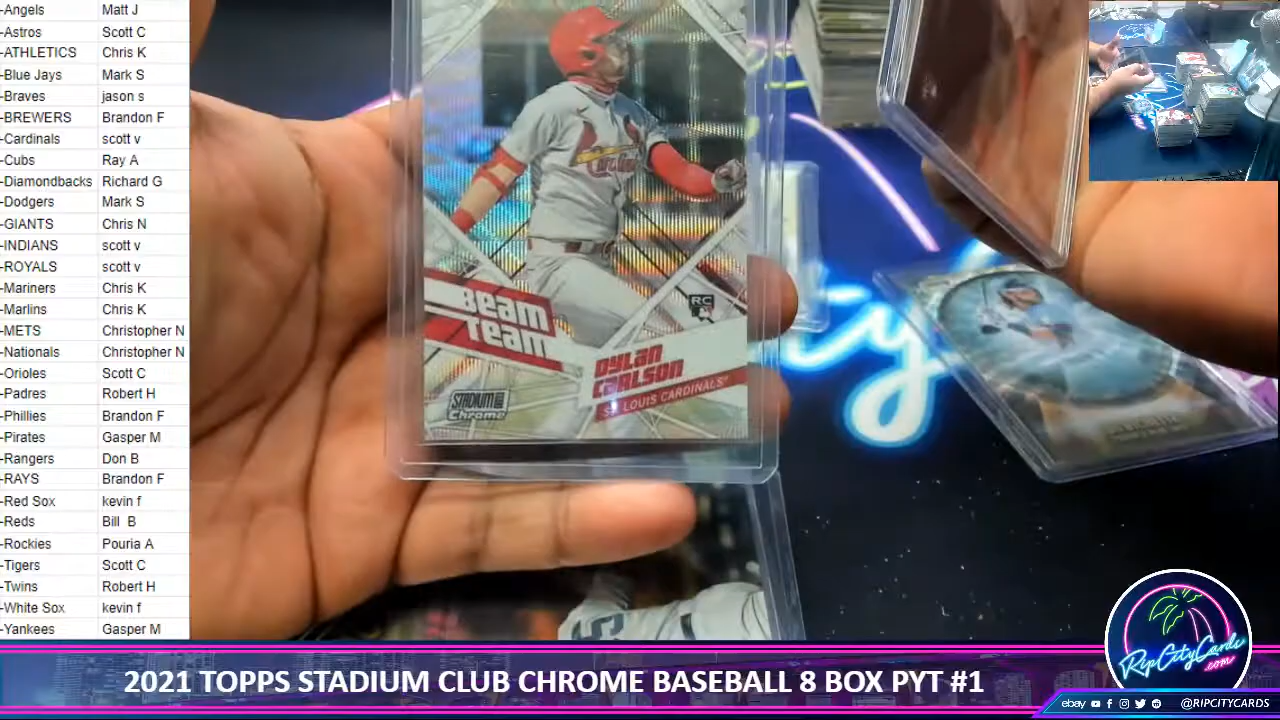 -Angels Matt J
-Astros Scott C
-ATHLETICS Chris K
-Blue Jays Mark S
-Braves jason s
-BREWERS Brandon F
-Cardinals scott v
-Cubs Ray A
-Diamondbacks Richard G
-Dodgers Mark S
-GIANTS Chris N
-INDIANS scott v
-ROYALS scott v
-Mariners Chris K
-Marlins Chris K
-METS Christopher N
-Nationals Christopher N
-Orioles Scott C
-Padres Robert H
-Phillies Brandon F
-Pirates Gasper M
-Rangers Don B
-RAYS Brandon F
-Red Sox kevin f
-Reds Bill B
-Rockies Pouria A
-Tigers Scott C
-Twins Robert H
-White Sox kevin f
-Yankees Gasper M
Cardinals
RC
BEAM
TEAM
DYLAN
CARLSON
ST. LOUIS CARDINALS
STADIUM
Chrome
2021 TOPPS STADIUM CLUB CHROME BASEBALL 8 BOX PYT #1
RipCityCards
.com
ebay @RIPCITYCARDS